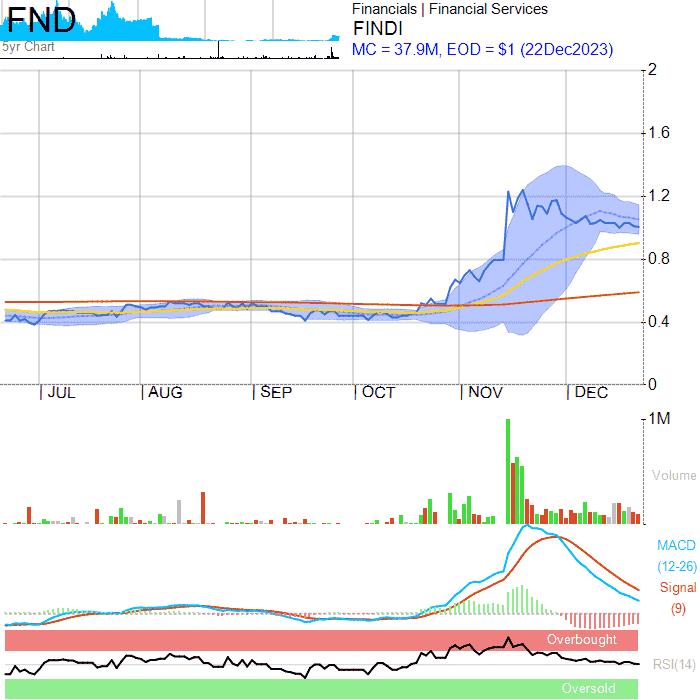 FND
5yr Chart
Financials | Financial Services
FINDI
MC = 37.9M, EOD = $1 (22Dec2023)
2
1.6
1.2
0.8
0.4
0
JUL AUG SEP OCT NOV DEC
1M
Volume
MACD
(12-26)
Signal
(9)
Overbought
RSI(14)
Oversold